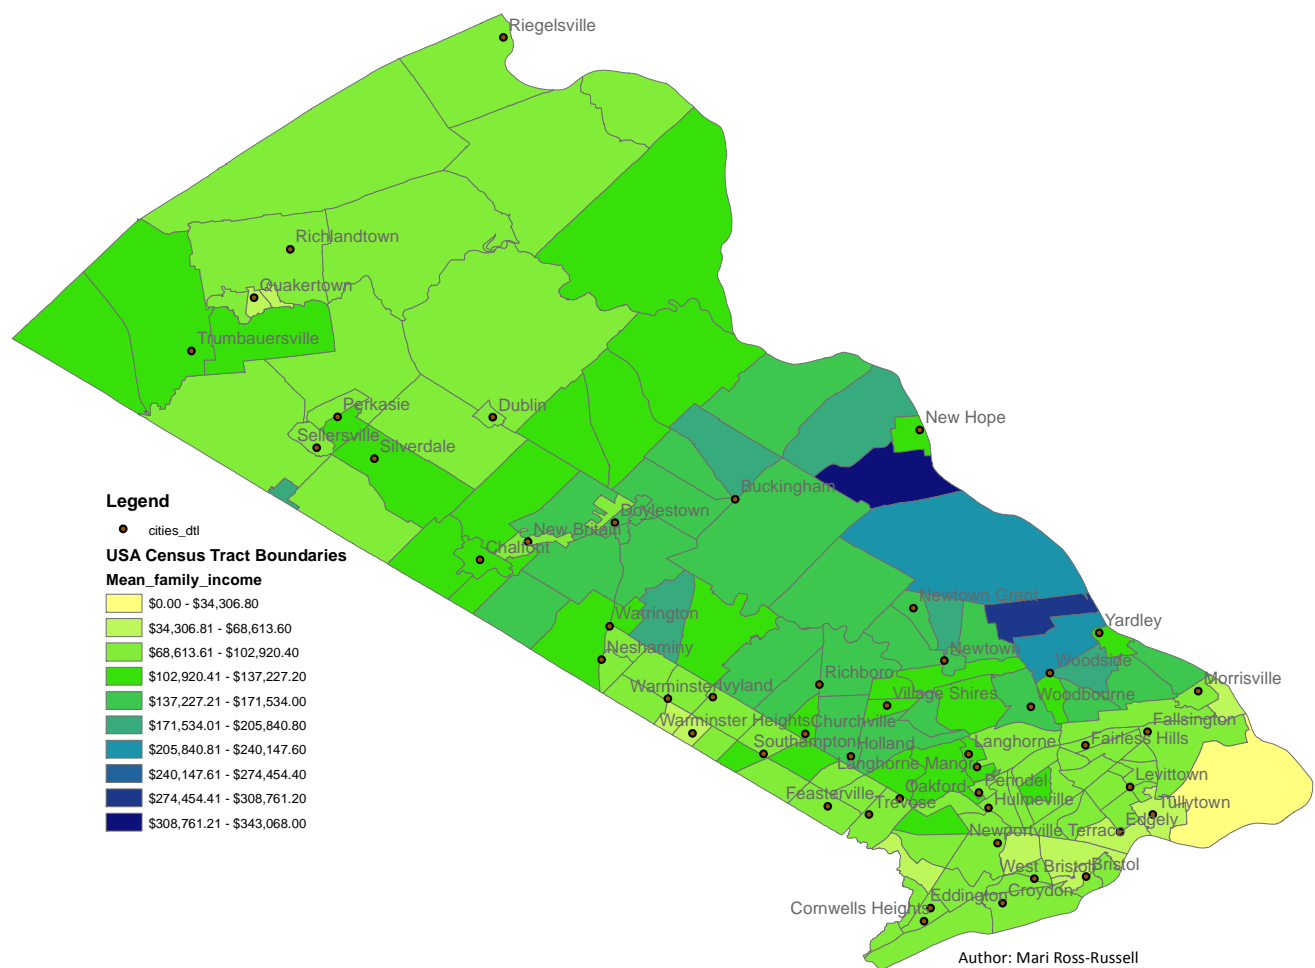 Riegelsville
Richlandtown
Quakertown
Trumbauersville
Perkasie
Dublin
New Hope
Sellersville
Silverdale
Buckingham
Legend
cities_dtl
USA Census Tract Boundaries
Mean_family_income
$0.00 - $34,306.80
$34,306.81 - $68,613.60
$68,613.61 - $102,920.40
$102,920.41 - $137,227.20
$137,227.21 - $171,534.00
$171,534.01 - $205,840.80
$205,840.81 - $240,147.60
$240,147.61 - $274,454.40
$274,454.41 - $308,761.20
$308,761.21 - $343,068.00
Doylestown
New Britain
Chalfont
Newtown Grant
Warrington
Yardley
Neshaminy
Newtown
Woodside
Richboro
Morrisville
Warminster
Ivyland
Village Shires
Woodbourne
Warminster Heights
Churchville
Fallsington
Southampton
Holland
Langhorne
Fairless Hills
Langhorne Manor
Levittown
Feasterville
Oakford
Penndel
Trevose
Hulmeville
Tullytown
Newportville Terrace
Edgely
West Bristol
Bristol
Eddington
Croydon
Cornwells Heights
Author: Mari Ross-Russell